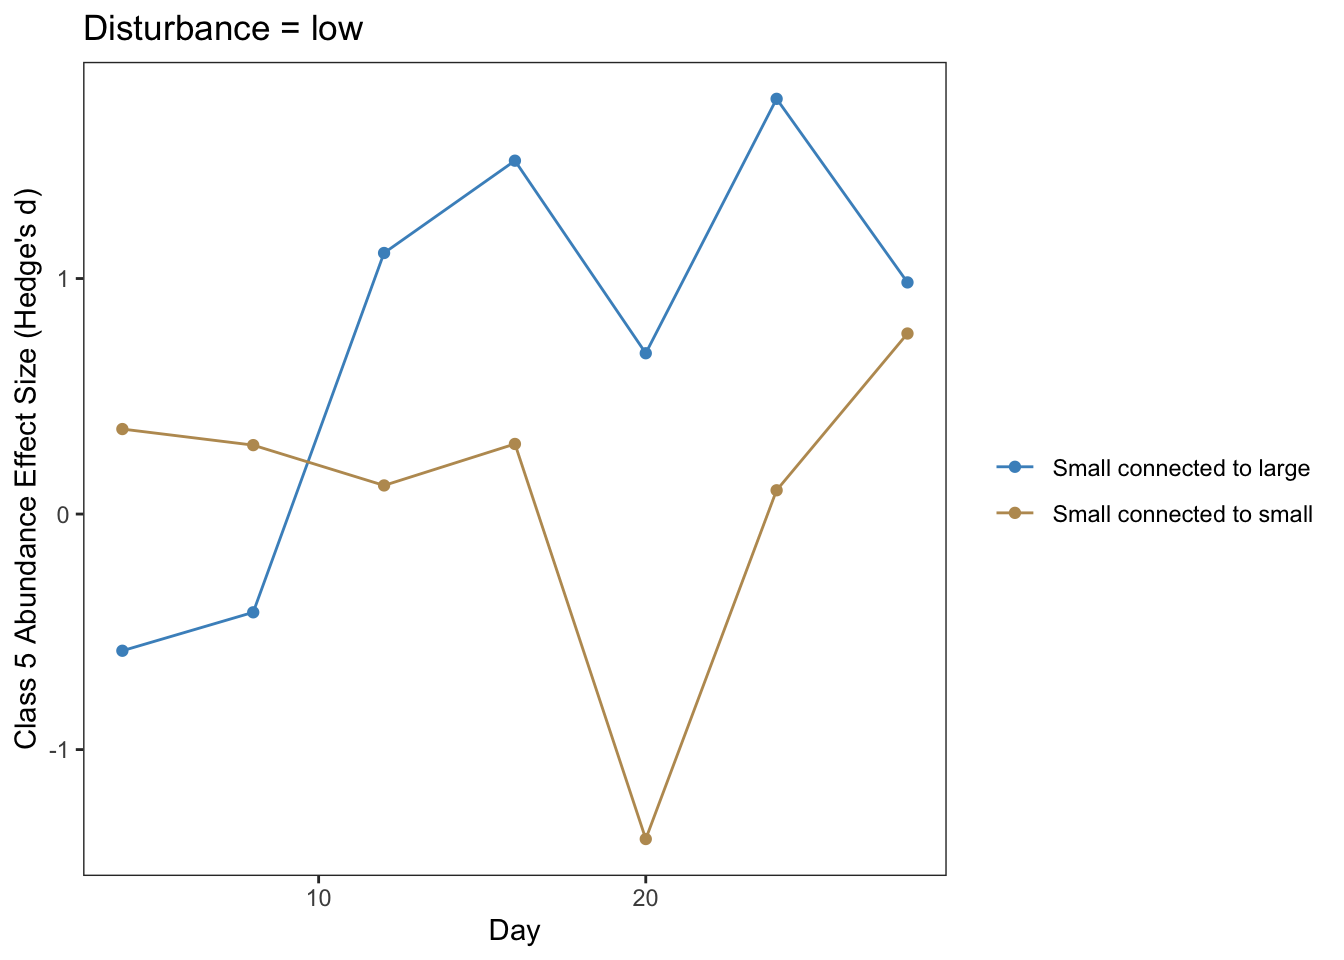 Disturbance = low
Class 5 Abundance Effect Size (Hedge's d)
1
0
-1
10
20
Day
Small connected to large
Small connected to small